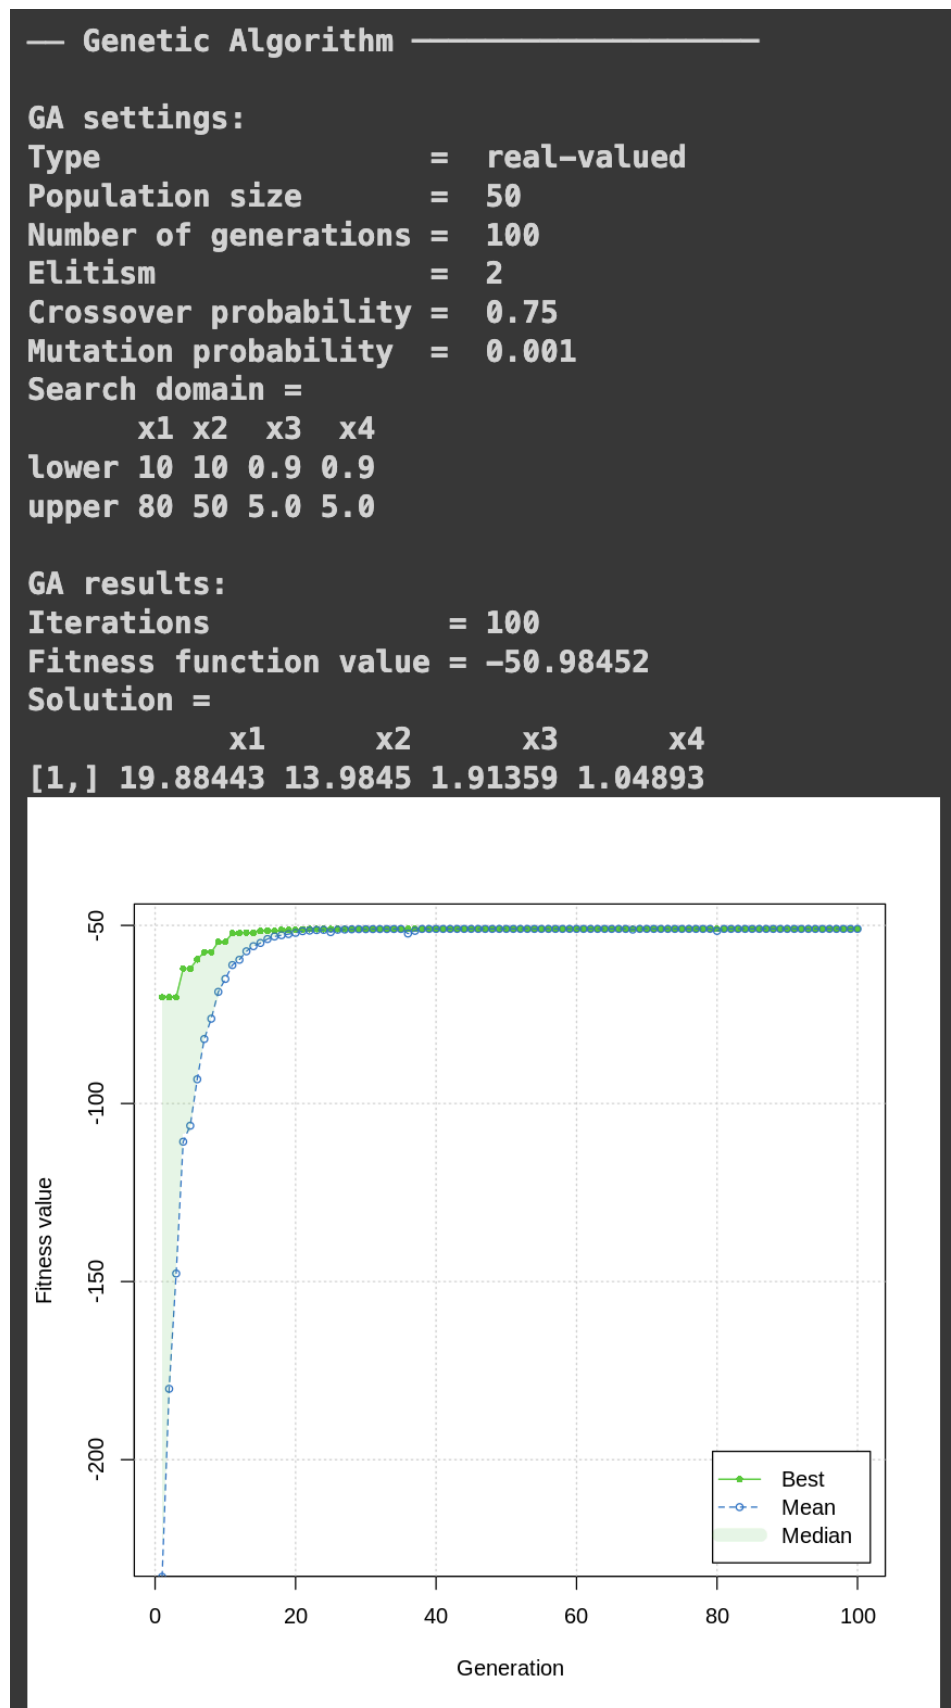 ── Genetic Algorithm ───────────────────
GA settings:
Type                  =  real-valued
Population size       =  50
Number of generations =  100
Elitism               =  2
Crossover probability =  0.75
Mutation probability  =  0.001
Search domain =
      x1 x2  x3  x4
lower 10 10 0.9 0.9
upper 80 50 5.0 5.0
GA results:
Iterations             = 100
Fitness function value = -50.98452
Solution =
           x1      x2      x3      x4
[1,] 19.88443 13.9845 1.91359 1.04893
-50
-100
-150
-200
Fitness value
Best
Mean
Median
0 20 40 60 80 100
Generation